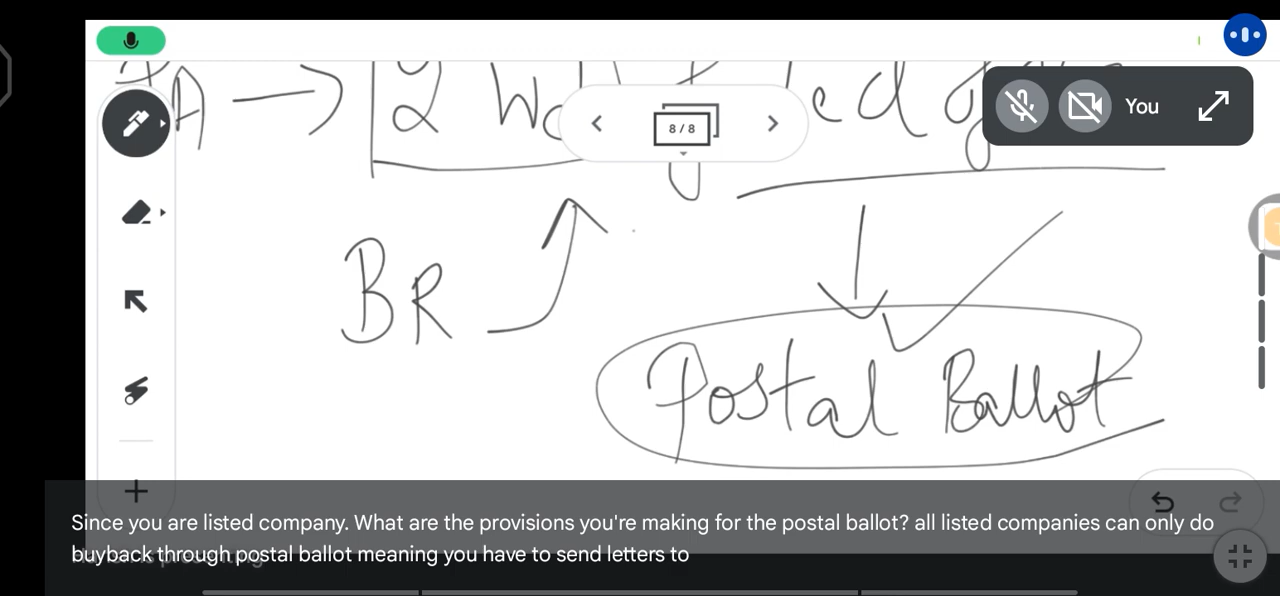 You
A → 2
8 / 8
BR
Postal Ballot
Since you are listed company. What are the provisions you're making for the postal ballot? all listed companies can only do
buyback through postal ballot meaning you have to send letters to